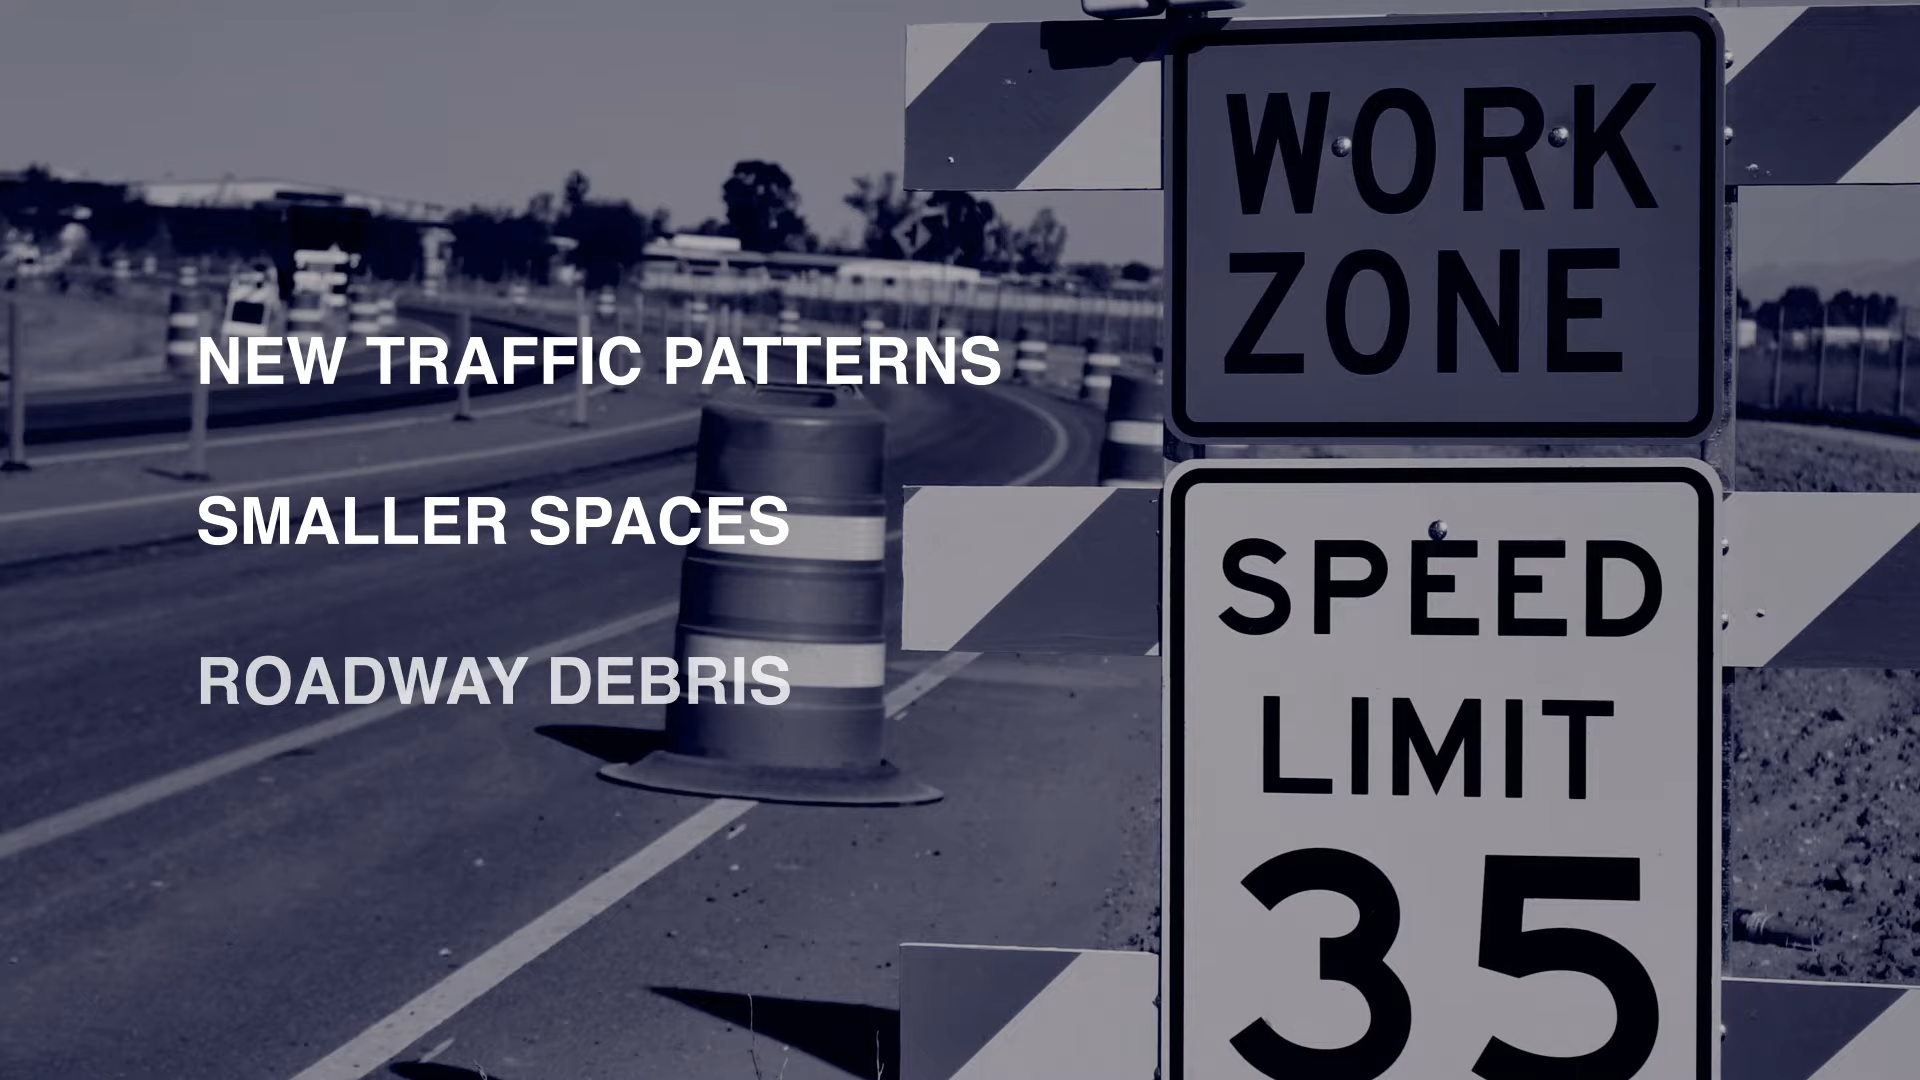 NEW TRAFFIC PATTERNS
SMALLER SPACES
ROADWAY DEBRIS
WORK
ZONE
SPEED
LIMIT
35